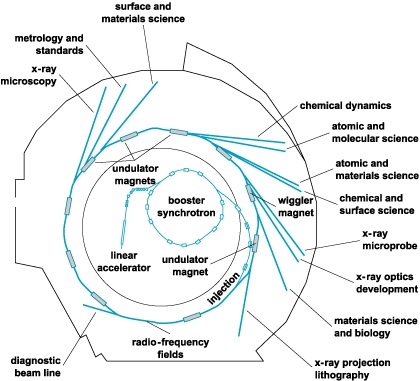 surface and
materials science
metrology and
standards
x-ray
microscopy
chemical dynamics
atomic and
molecular science
undulator
magnets
atomic and
materials science
booster
synchrotron
wiggler
magnet
chemical and
surface science
x-ray
microprobe
linear
accelerator
undulator
magnet
injection
x-ray optics
development
materials science
and biology
radio-frequency
fields
diagnostic
beam line
x-ray projection
lithography